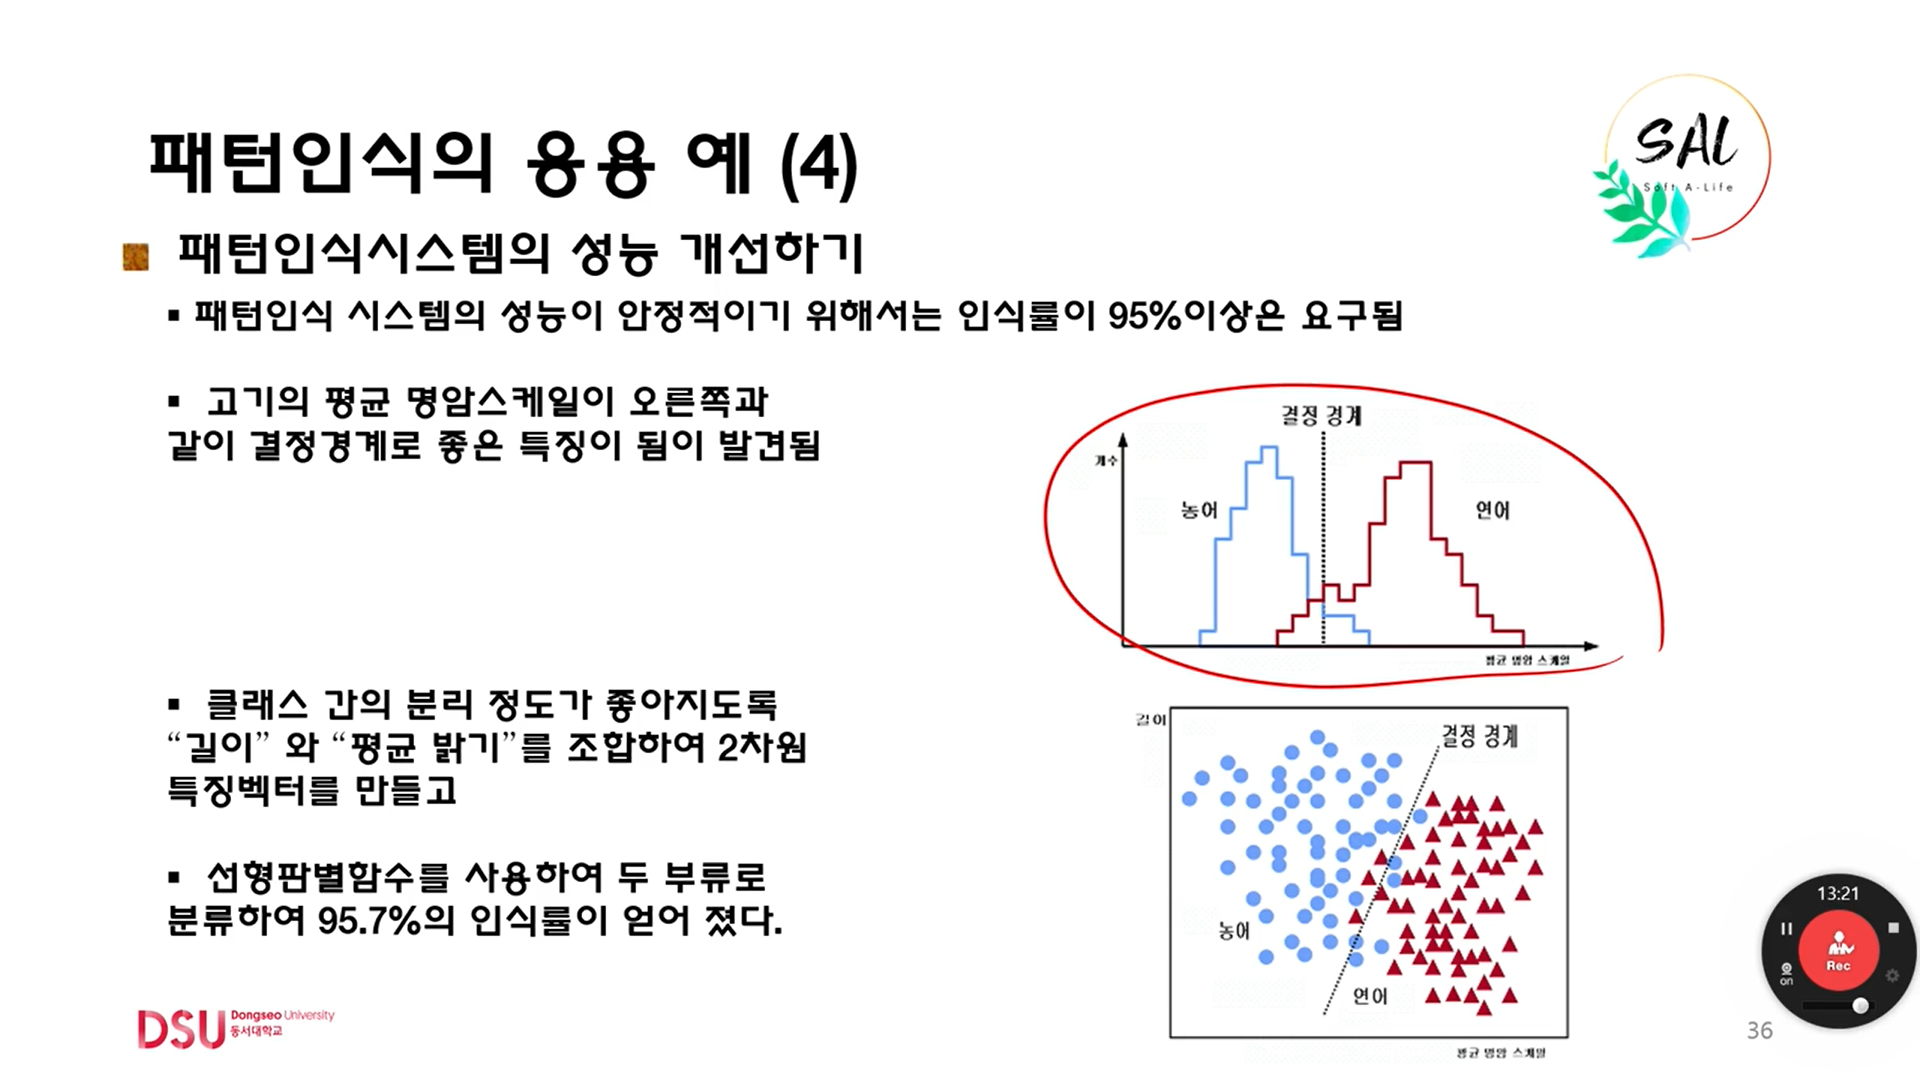 패턴인식의 응용 예 (4)
SAL
Soft A-Life
패턴인식시스템의 성능 개선하기
▪ 패턴인식 시스템의 성능이 안정적이기 위해서는 인식률이 95%이상은 요구됨
▪ 고기의 평균 명암스케일이 오른쪽과
같이 결정경계로 좋은 특징이 됨이 발견됨
결정 경계
개수
농어
연어
평균 명암 스케일
▪ 클래스 간의 분리 정도가 좋아지도록
“길이” 와 “평균 밝기”를 조합하여 2차원
특징벡터를 만들고
▪ 선형판별함수를 사용하여 두 부류로
분류하여 95.7%의 인식률이 얻어 졌다.
길이
결정 경계
농어
연어
평균 명암 스케일
13:21
Rec
on
DSU Dongseo University
동서대학교
36